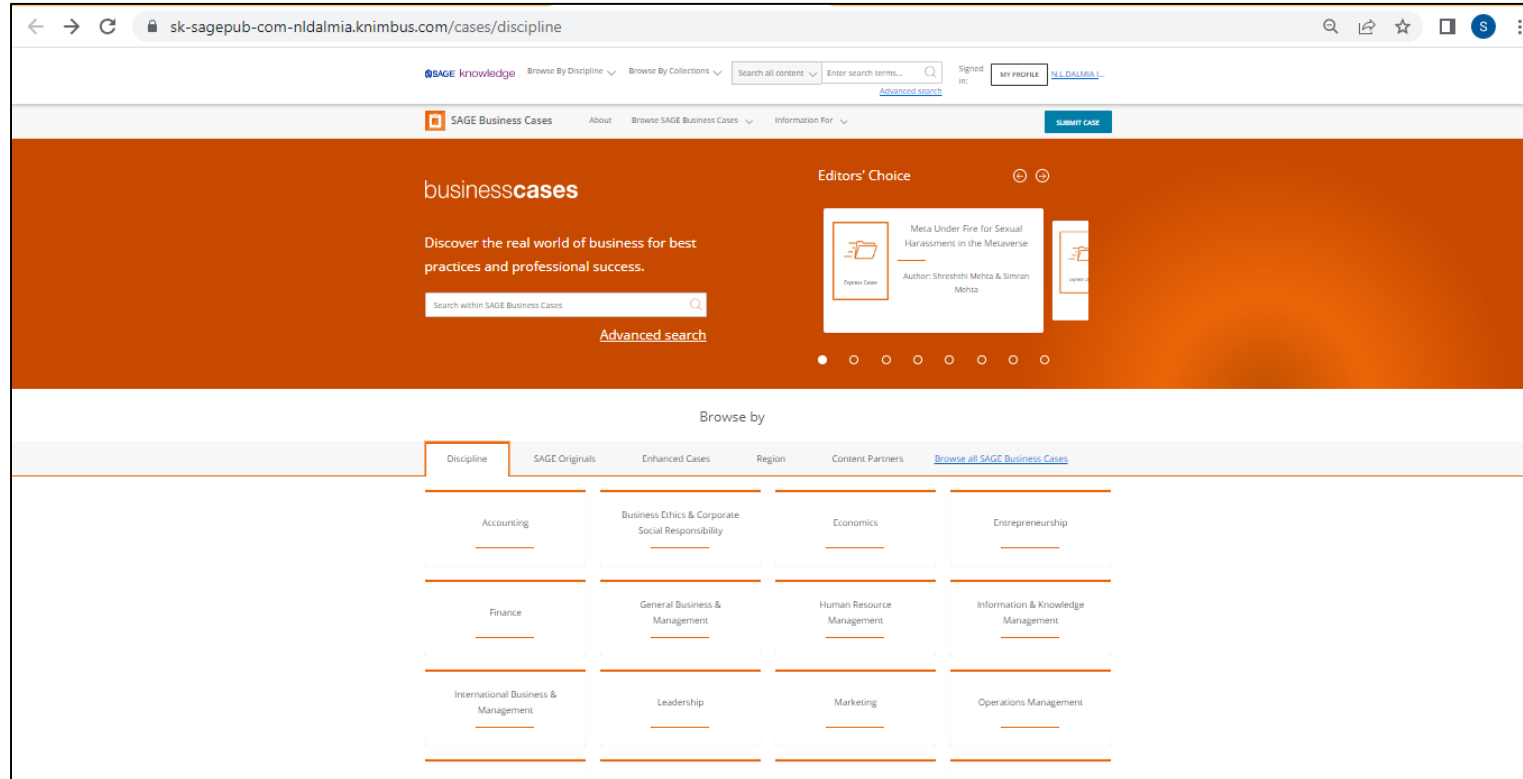 sk-sagepub-com-nldalmia.knimbus.com/cases/discipline
S
SAGE knowledge Browse By Discipline Browse By Collections Search all content Enter search terms... Signed in: MY PROFILE N.L.DALMIA I...
Advanced search
SAGE Business Cases About Browse SAGE Business Cases Information For SUBMIT CASE
businesscases
Discover the real world of business for best
practices and professional success.
Search within SAGE Business Cases
Advanced search
Editors' Choice
Express Cases
Meta Under Fire for Sexual
Harassment in the Metaverse
Author: Shreshthi Mehta & Simran
Mehta
Browse by
Discipline SAGE Originals Enhanced Cases Region Content Partners Browse all SAGE Business Cases
Accounting
Business Ethics & Corporate
Social Responsibility
Economics
Entrepreneurship
Finance
General Business &
Management
Human Resource
Management
Information & Knowledge
Management
International Business &
Management
Leadership
Marketing
Operations Management